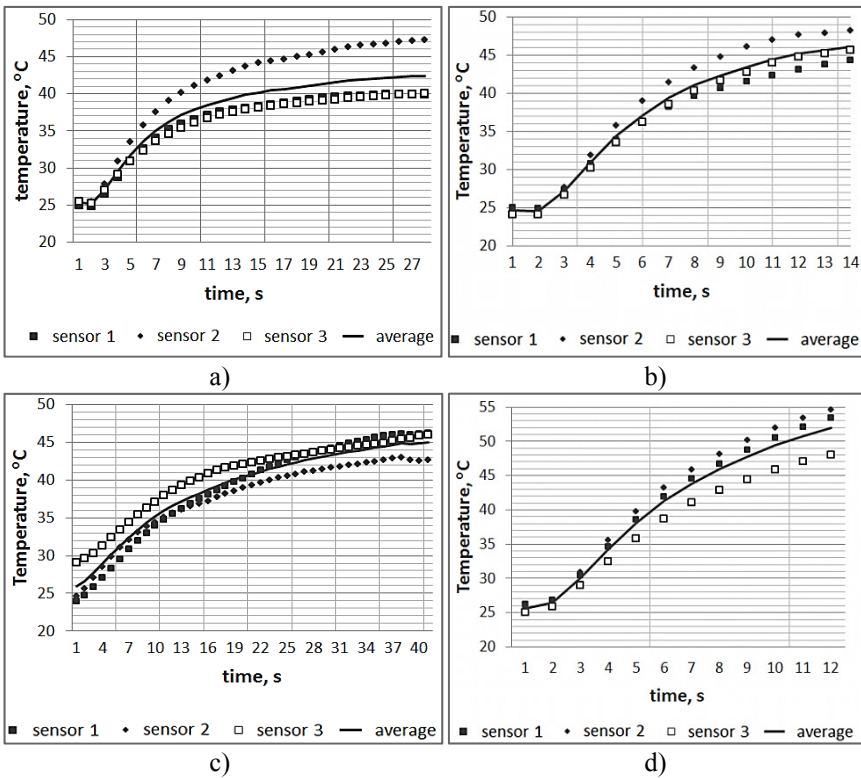 temperature, °C
50
45
40
35
30
25
20
1 3 5 7 9 11 13 15 17 19 21 23 25 27
time, s
sensor 1 sensor 2 sensor 3 average
a)
Temperature, °C
50
45
40
35
30
25
20
1 2 3 4 5 6 7 8 9 10 11 12 13 14
time, s
sensor 1 sensor 2 sensor 3 average
b)
Temperature, °C
50
45
40
35
30
25
20
1 4 7 10 13 16 19 22 25 28 31 34 37 40
time, s
sensor 1 sensor 2 sensor 3 average
c)
Temperature, °C
55
50
45
40
35
30
25
20
1 2 3 4 5 6 7 8 9 10 11 12
time, s
sensor 1 sensor 2 sensor 3 average
d)